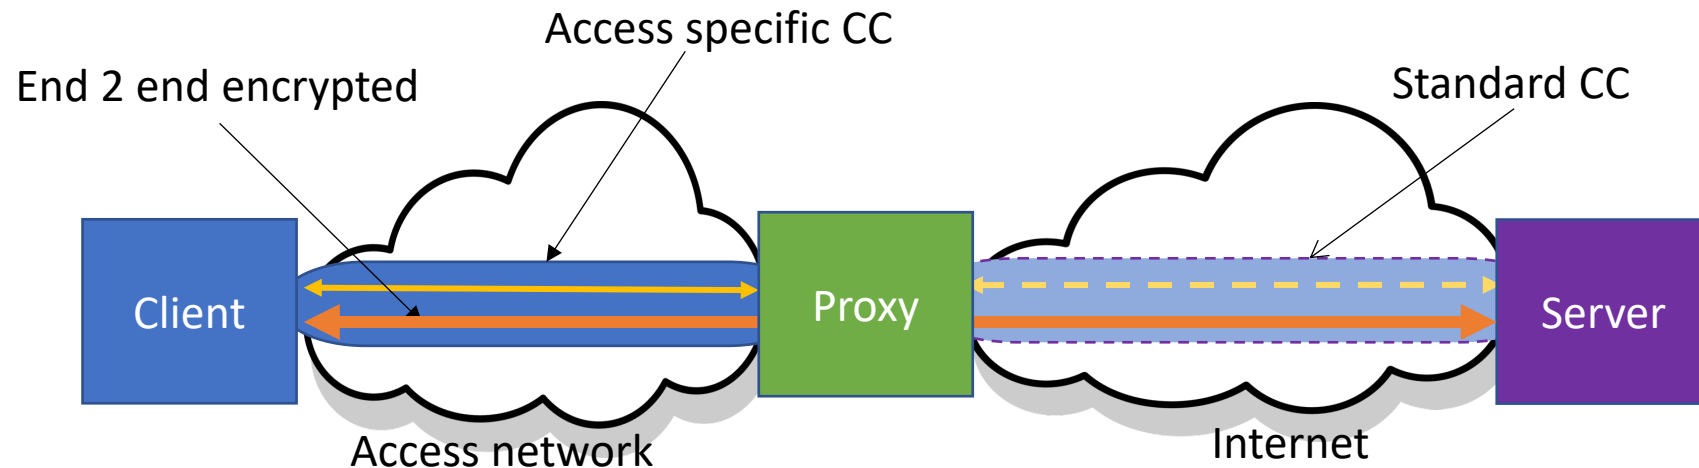 Access specific CC
End 2 end encrypted
Standard CC
Client
Proxy
Server
Access network
Internet